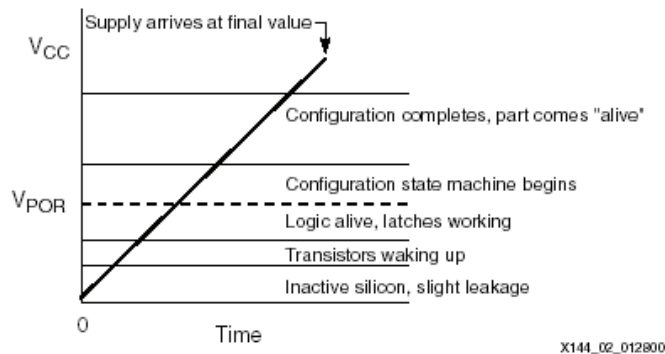 Supply arrives at final value
VCC
Configuration completes, part comes "alive"
Configuration state machine begins
VPOR
Logic alive, latches working
Transistors waking up
Inactive silicon, slight leakage
0
Time
X144_02_012800